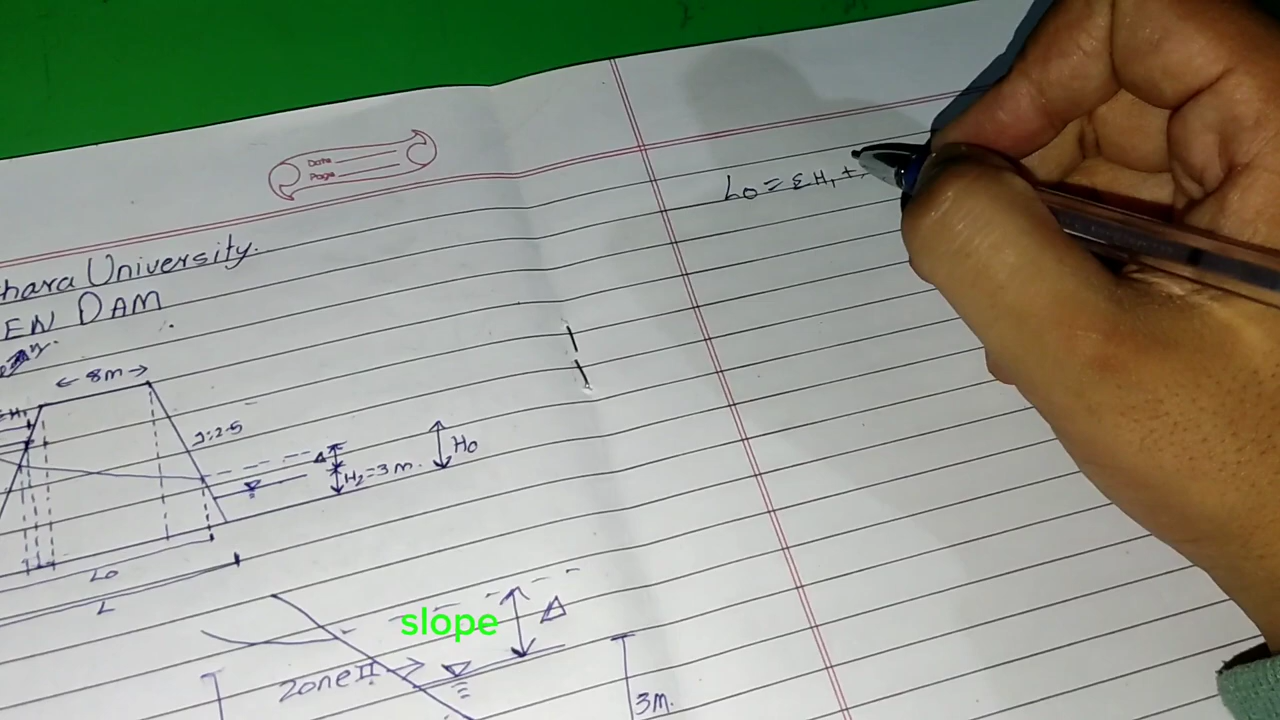 Date
Page
hara University.
EN DAM
8m
1:2.5
Δ
H₂=3m.
H₀
L₀
L
slope
Δ
Zone II
3m.
L₀=εH₁+